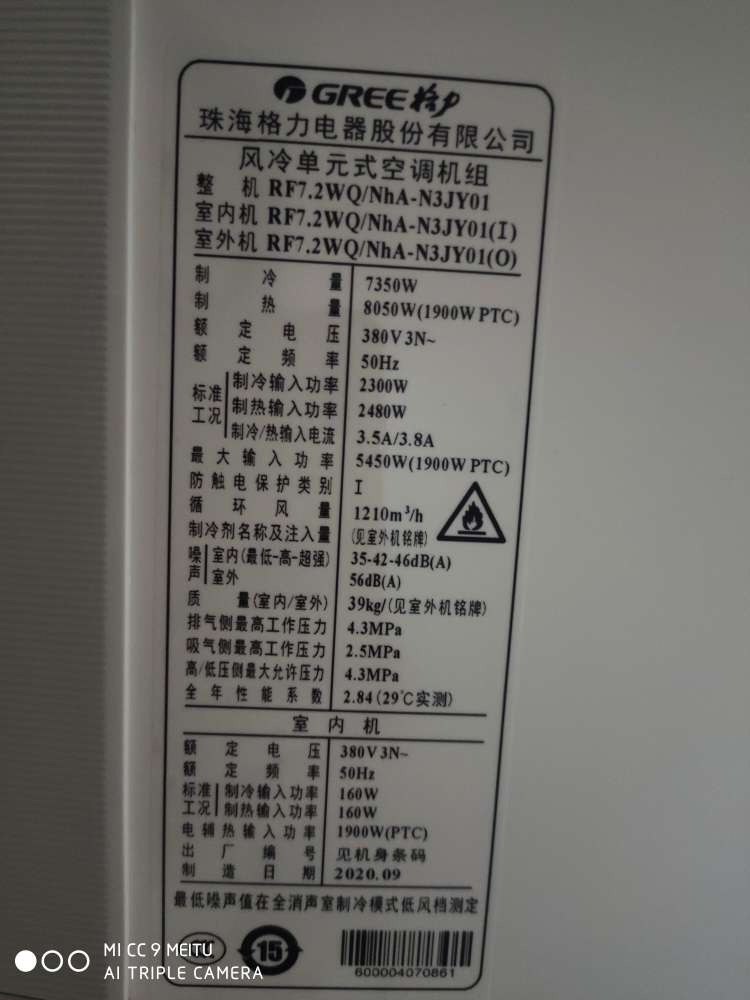 GREE格力
珠海格力电器股份有限公司
风冷单元式空调机组
整 机 RF7.2WQ/NhA-N3JY01
室内机 RF7.2WQ/NhA-N3JY01(I)
室外机 RF7.2WQ/NhA-N3JY01(O)
制冷量 7350W
制热量 8050W(1900W PTC)
额定电压 380V 3N~
额定频率 50Hz
标准工况 制冷输入功率 2300W
制热输入功率 2480W
制冷/热输入电流 3.5A/3.8A
最大输入功率 5450W(1900W PTC)
防触电保护类别 I
循环风量 1210m³/h
制冷剂名称及注入量 (见室外机铭牌)
噪声 室内(最低-高-超强) 35-42-46dB(A)
室外 56dB(A)
质量(室内/室外) 39kg/(见室外机铭牌)
排气侧最高工作压力 4.3MPa
吸气侧最高工作压力 2.5MPa
高/低压侧最大允许压力 4.3MPa
全年性能系数 2.84(29℃实测)
室内机
额定电压 380V 3N~
额定频率 50Hz
标准工况 制冷输入功率 160W
制热输入功率 160W
电辅热输入功率 1900W(PTC)
出厂编号 见机身条码
制造日期 2020.09
最低噪声值在全消声室制冷模式低风档测定
15
600004070861
MI CC 9 MEITU
AI TRIPLE CAMERA